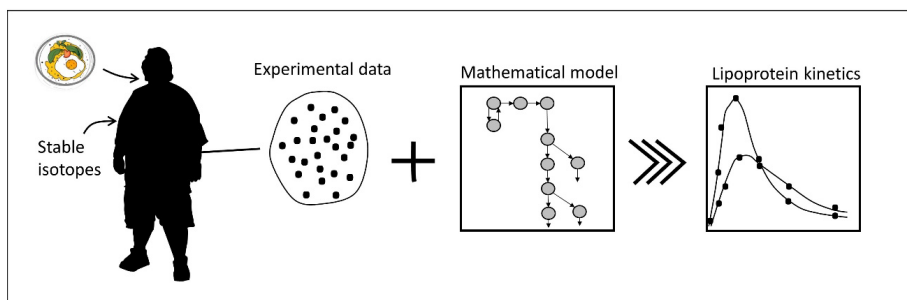 Experimental data
Mathematical model
Lipoprotein kinetics
Stable
isotopes